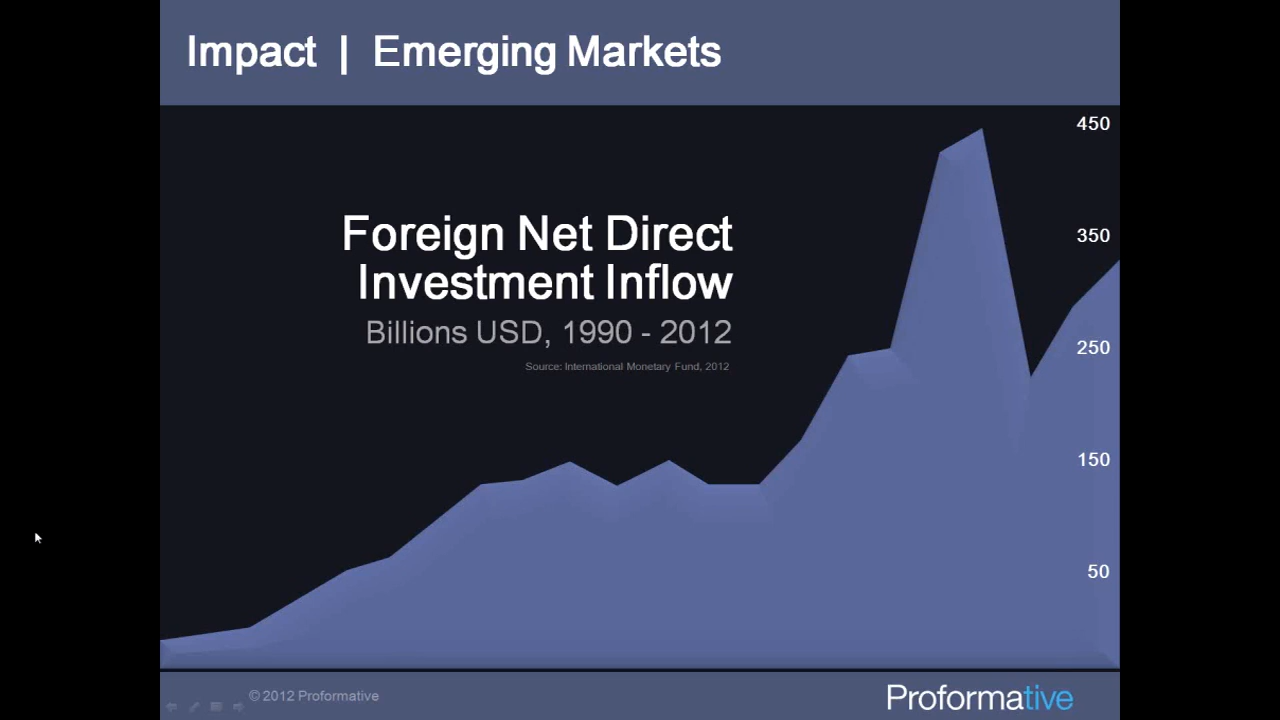 Impact | Emerging Markets
450
Foreign Net Direct
350
Investment Inflow
Billions USD, 1990 - 2012
250
Source: International Monetary Fund, 2012
150
50
© 2012 Proformative
Proformative